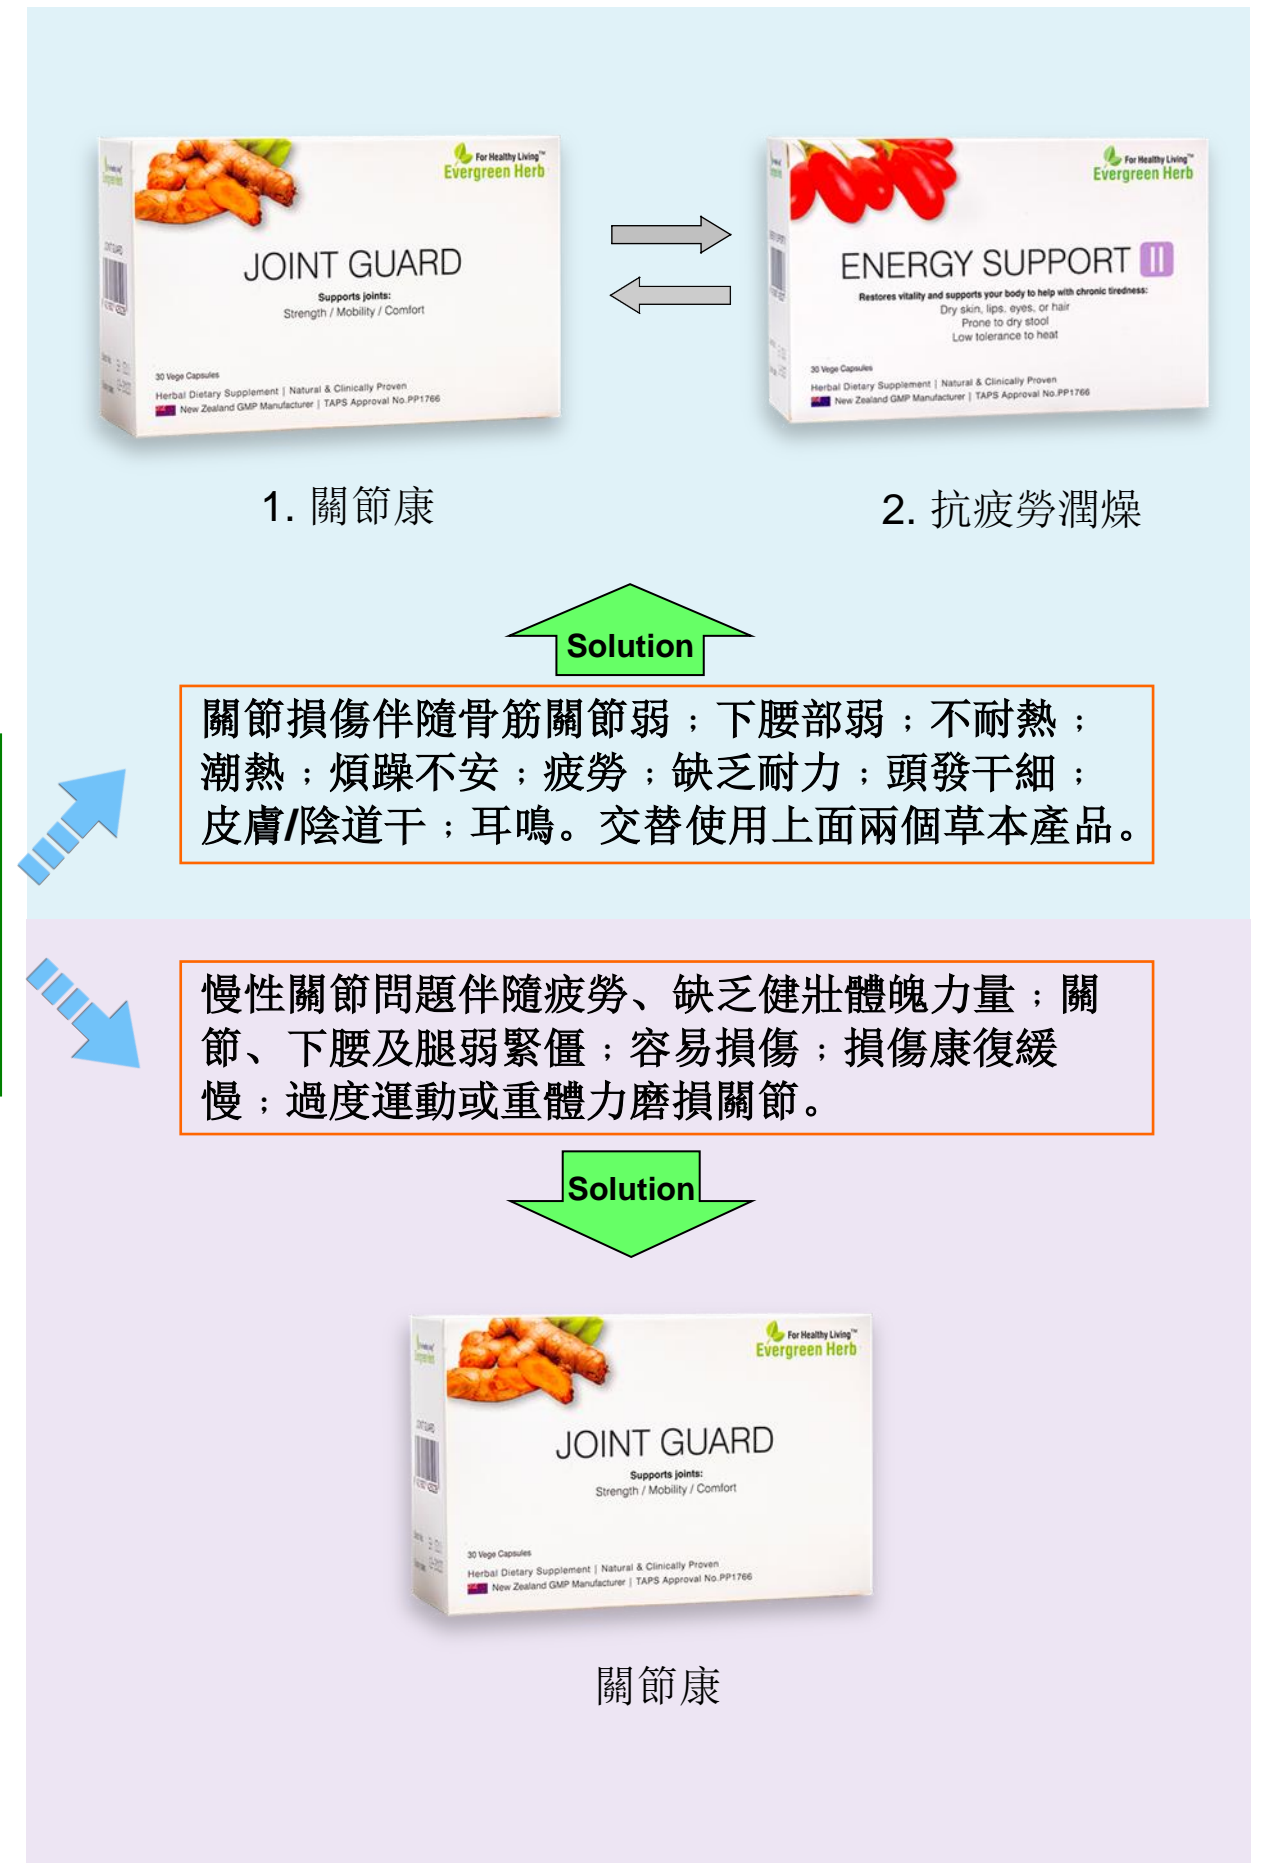 For Healthy Living™
Evergreen Herb
JOINT GUARD
Supports joints:
Strength / Mobility / Comfort
30 Vege Capsules
Herbal Dietary Supplement | Natural & Clinically Proven
New Zealand GMP Manufacturer | TAPS Approval No.PP1766
For Healthy Living™
Evergreen Herb
ENERGY SUPPORT II
Restores vitality and supports your body to help with chronic tiredness:
Dry skin, lips, eyes, or hair
Prone to dry stool
Low tolerance to heat
30 Vege Capsules
Herbal Dietary Supplement | Natural & Clinically Proven
New Zealand GMP Manufacturer | TAPS Approval No.PP1766
1. 關節康
2. 抗疲勞潤燥
Solution
關節損傷伴隨骨筋關節弱；下腰部弱；不耐熱；
潮熱；煩躁不安；疲勞；缺乏耐力；頭發干細；
皮膚/陰道干；耳鳴。交替使用上面兩個草本產品。
慢性關節問題伴隨疲勞、缺乏健壯體魄力量；關
節、下腰及腿弱緊僵；容易損傷；損傷康復緩
慢；過度運動或重體力磨損關節。
Solution
For Healthy Living™
Evergreen Herb
JOINT GUARD
Supports joints:
Strength / Mobility / Comfort
30 Vege Capsules
Herbal Dietary Supplement | Natural & Clinically Proven
New Zealand GMP Manufacturer | TAPS Approval No.PP1766
關節康